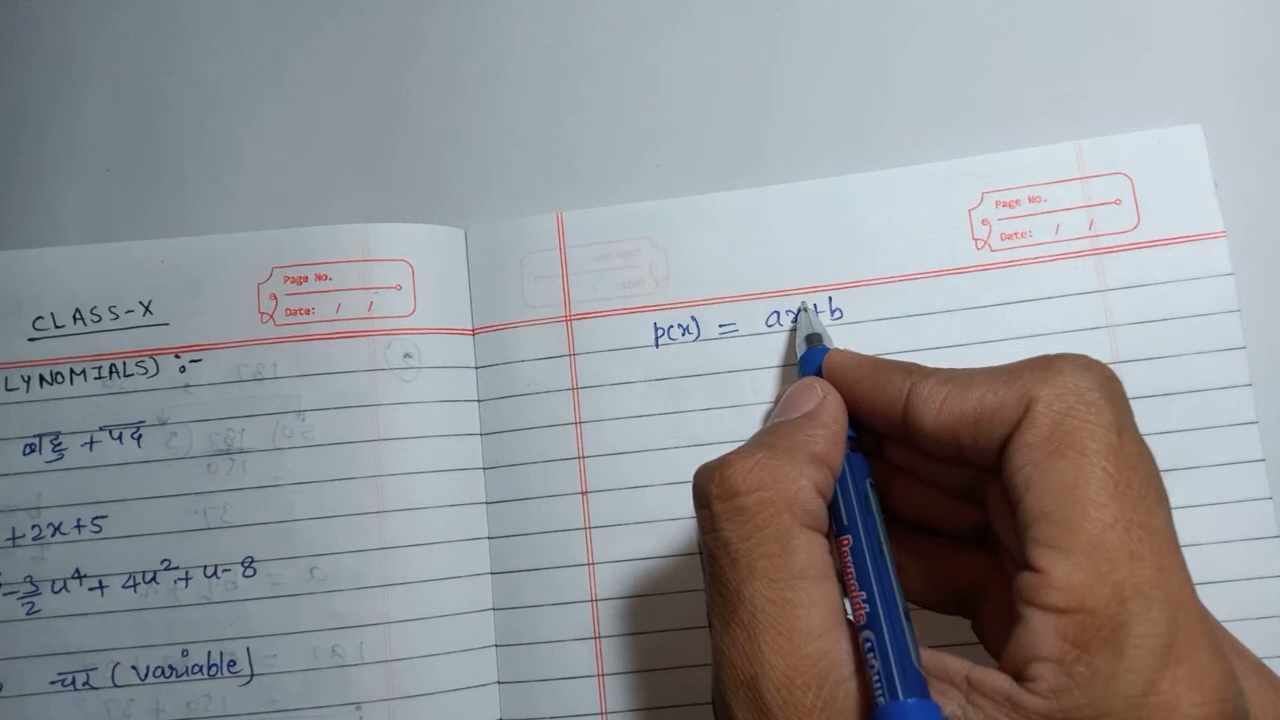 CLASS-X
Page No.
Date: / /
LYNOMIALS) :-
बहु + पद
+2x+5
-3/2 u⁴ + 4u² + u - 8
चर (variable)
Page No.
Date: / /
p(x) = ax+b
Reynolds